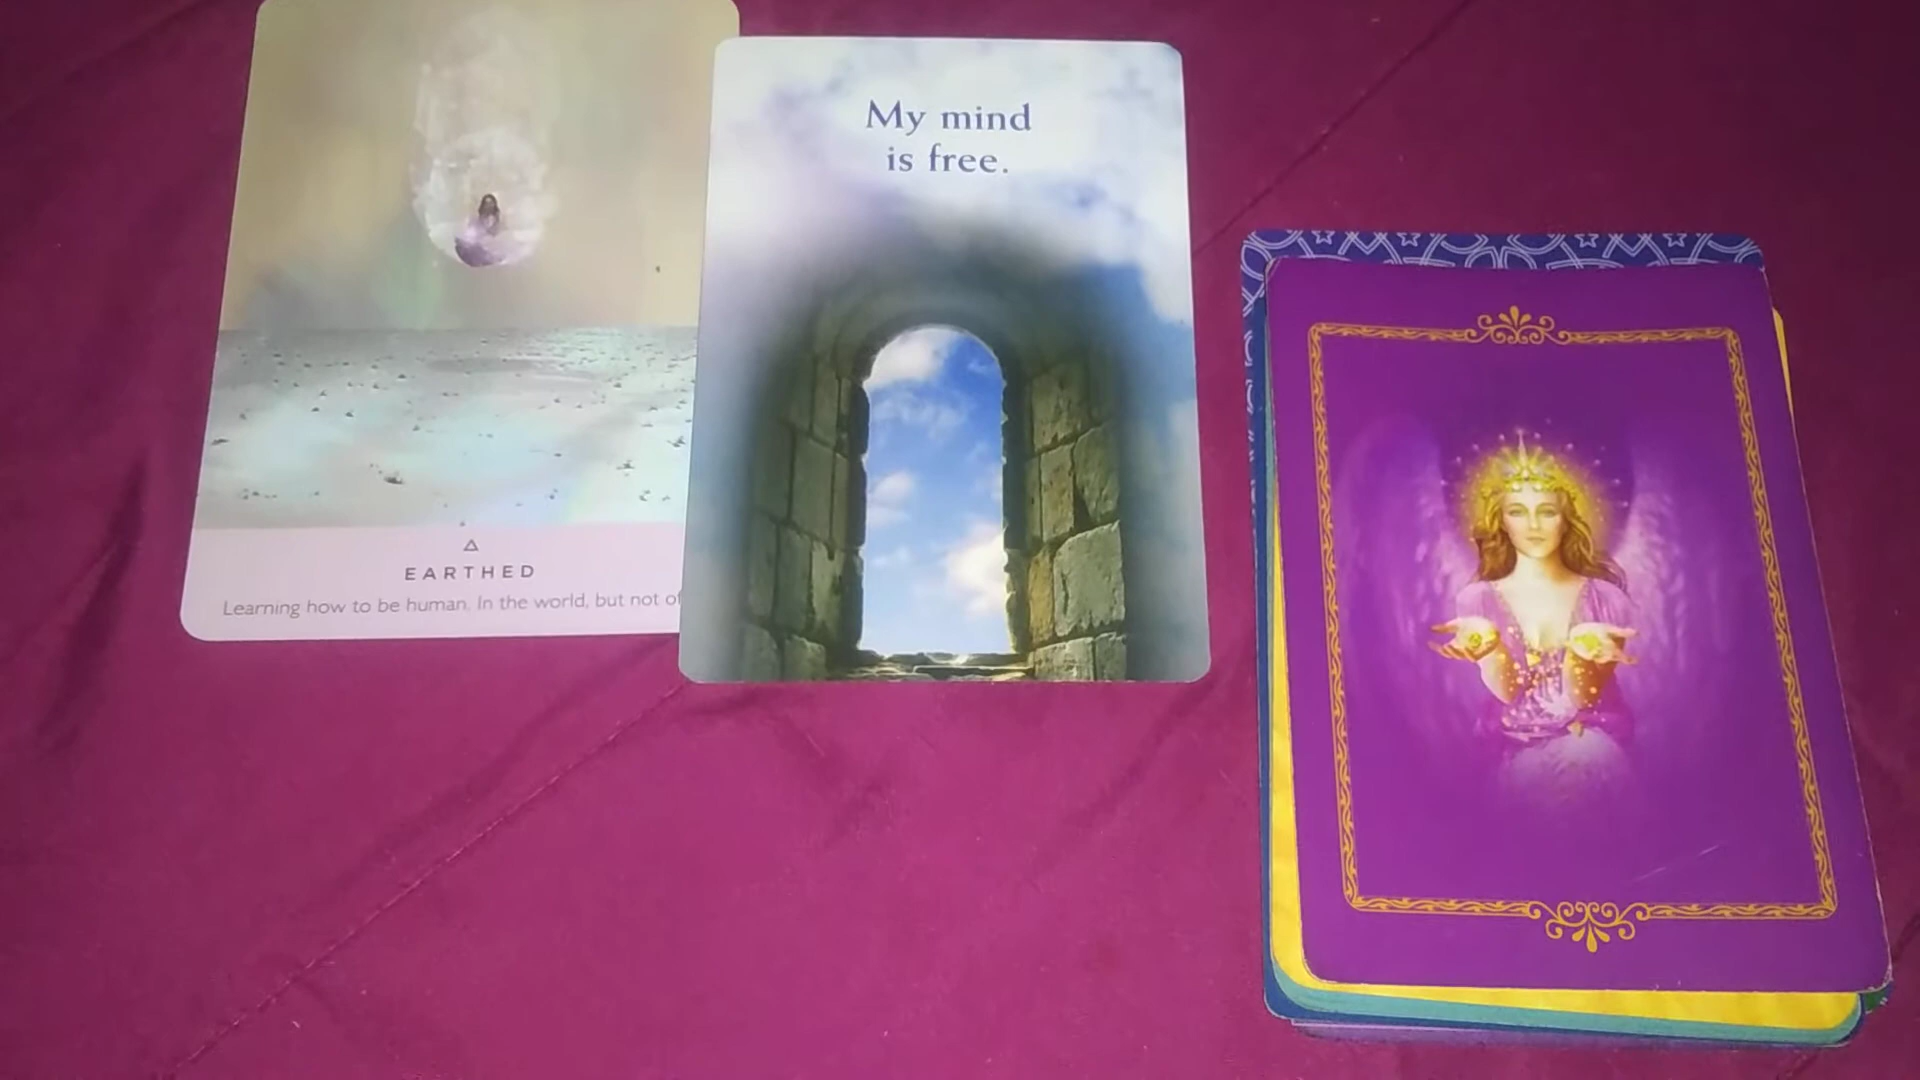 EARTHED
Learning how to be human. In the world, but not of
My mind
is free.